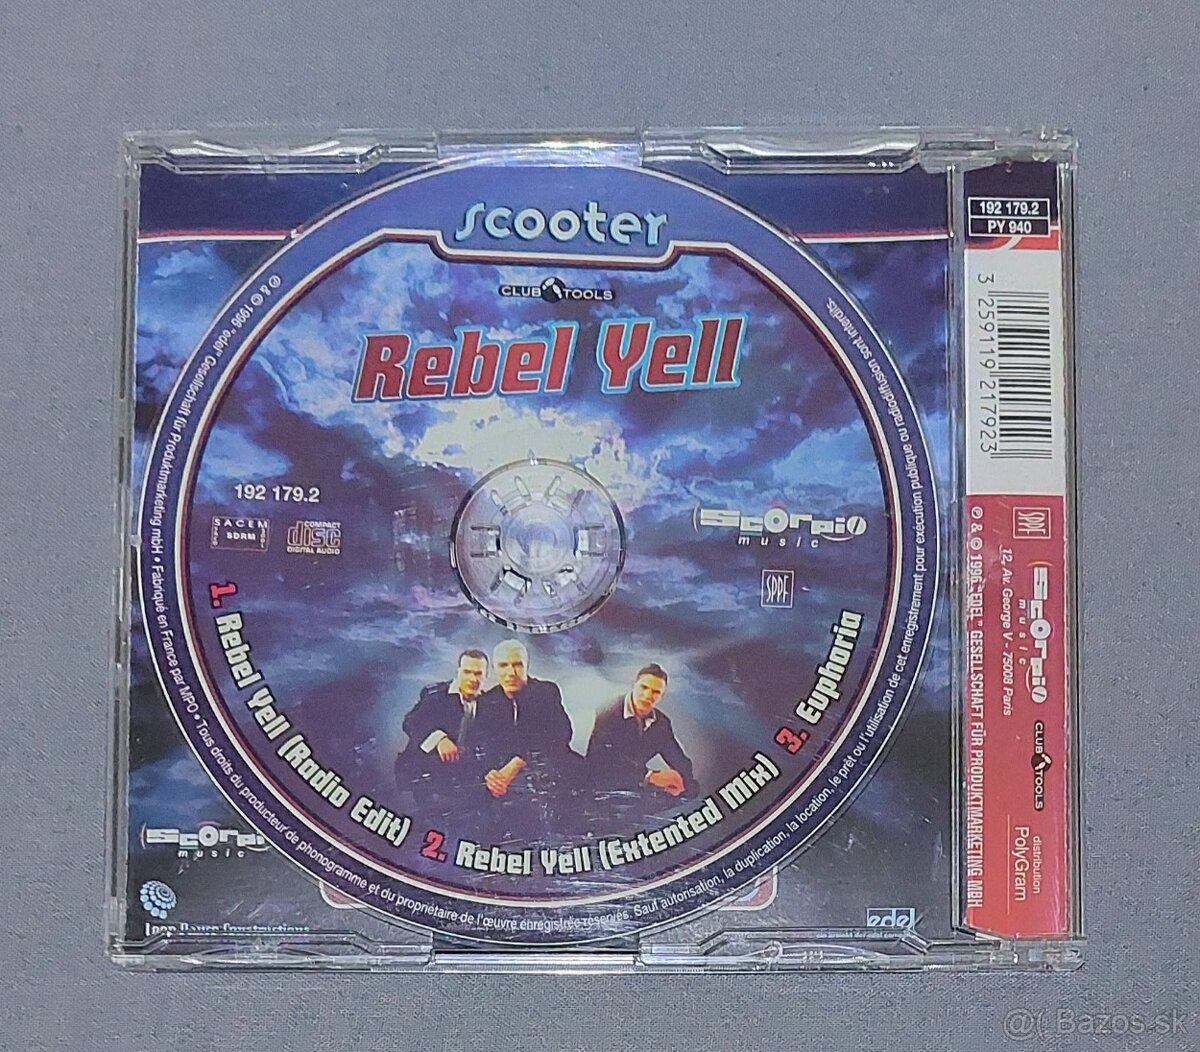 scooter
CLUB TOOLS
Rebel Yell
192 179.2
SACEM
SDRM
COMPACT
disc
DIGITAL AUDIO
scorpio
music
SPPF
1. Rebel Yell (Radio Edit) 2. Rebel Yell (Extented Mix) 3. Euphoria
℗ & © 1996 "edel" Gesellschaft für Produktmarketing mbH • Fabriqué en France par MPO • Tous droits du producteur de phonogramme et du propriétaire de l'œuvre enregistrée réservés. Sauf autorisation, la duplication, la location, le prêt ou l'utilisation de cet enregistrement pour exécution publique ou radiodiffusion sont interdits.
scorpi
music
edel
192 179.2
PY 940
3 259119 217923
SPPF
scorpio
music
12, Av. George V - 75008 Paris
CLUB TOOLS
distribution
PolyGram
℗ & © 1996 "EDEL" GESELLSCHAFT FÜR PRODUKTMARKETING MBH
@( Bazos.sk